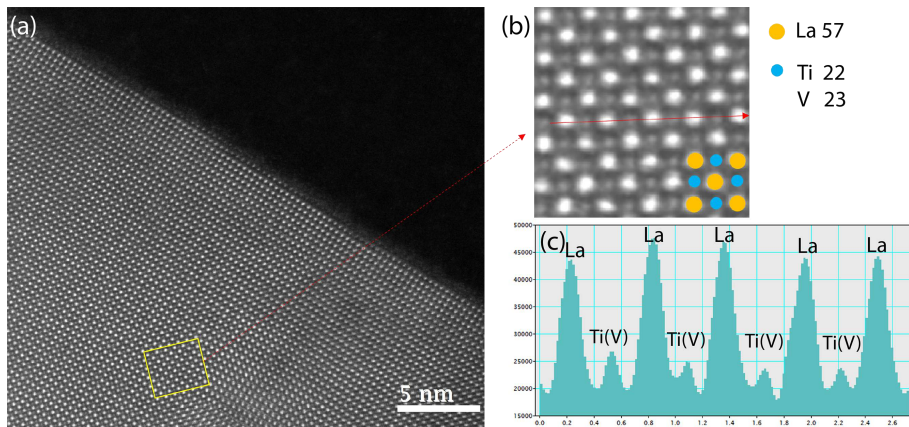 (a)
5 nm
(b)
La 57
Ti 22
V 23
(c)
La
La
La
La
La
Ti(V)
Ti(V)
Ti(V)
Ti(V)
50000
45000
40000
35000
30000
25000
20000
15000
0.0 0.2 0.4 0.6 0.8 1.0 1.2 1.4 1.6 1.8 2.0 2.2 2.4 2.6